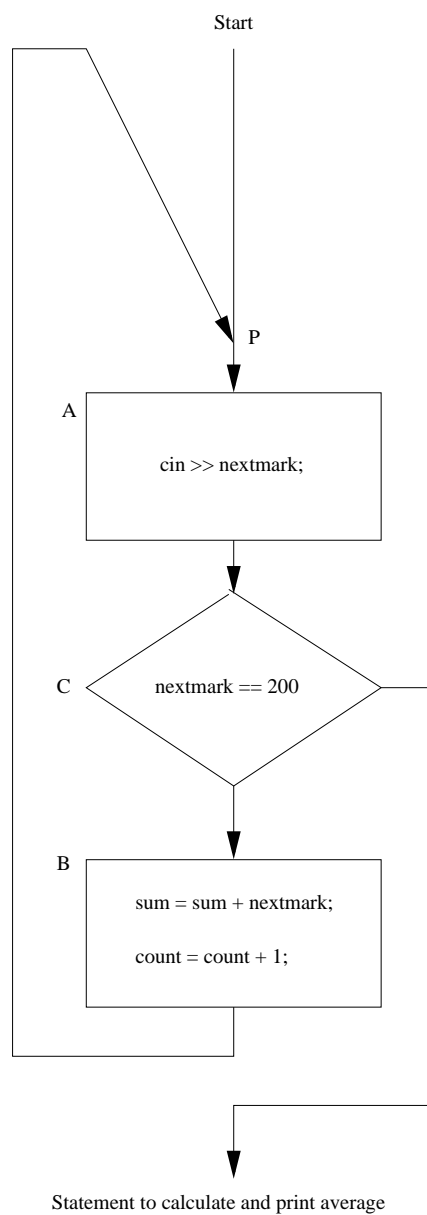 Start
P
A
cin >> nextmark;
C
nextmark == 200
B
sum = sum + nextmark;
count = count + 1;
Statement to calculate and print average